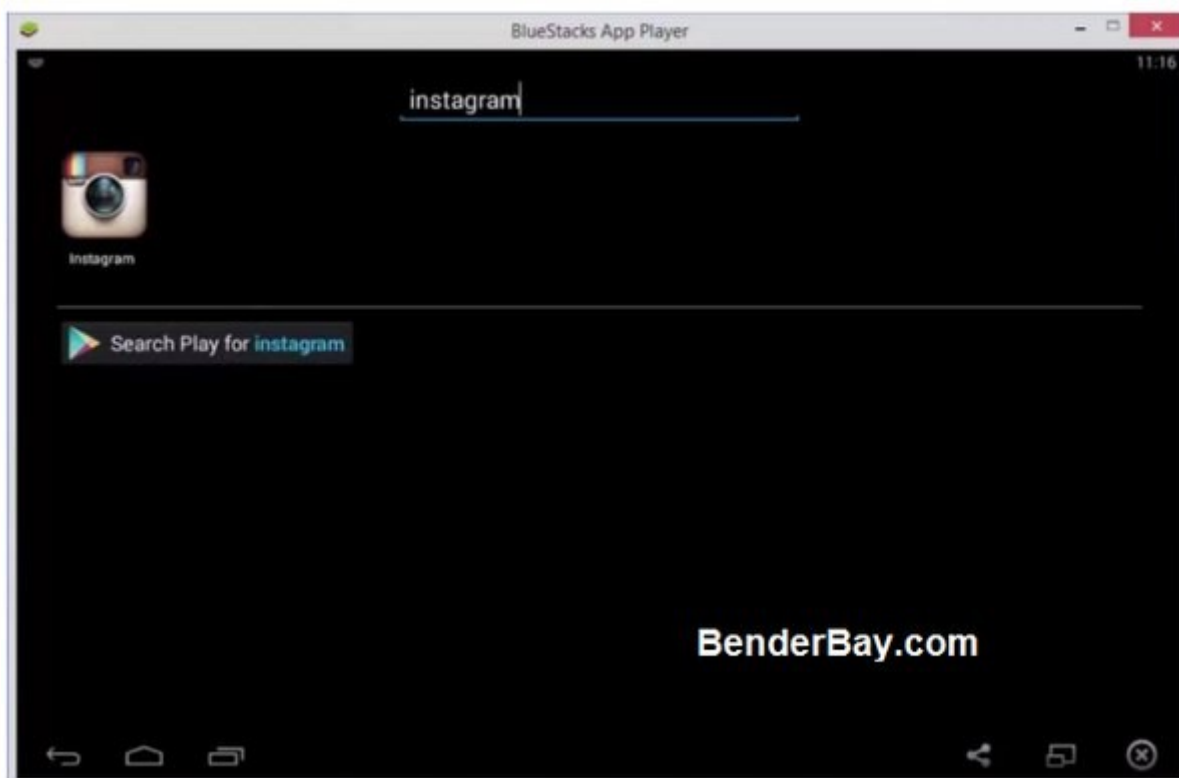 BlueStacks App Player
11:16
instagram
Instagram
Search Play for instagram
BenderBay.com